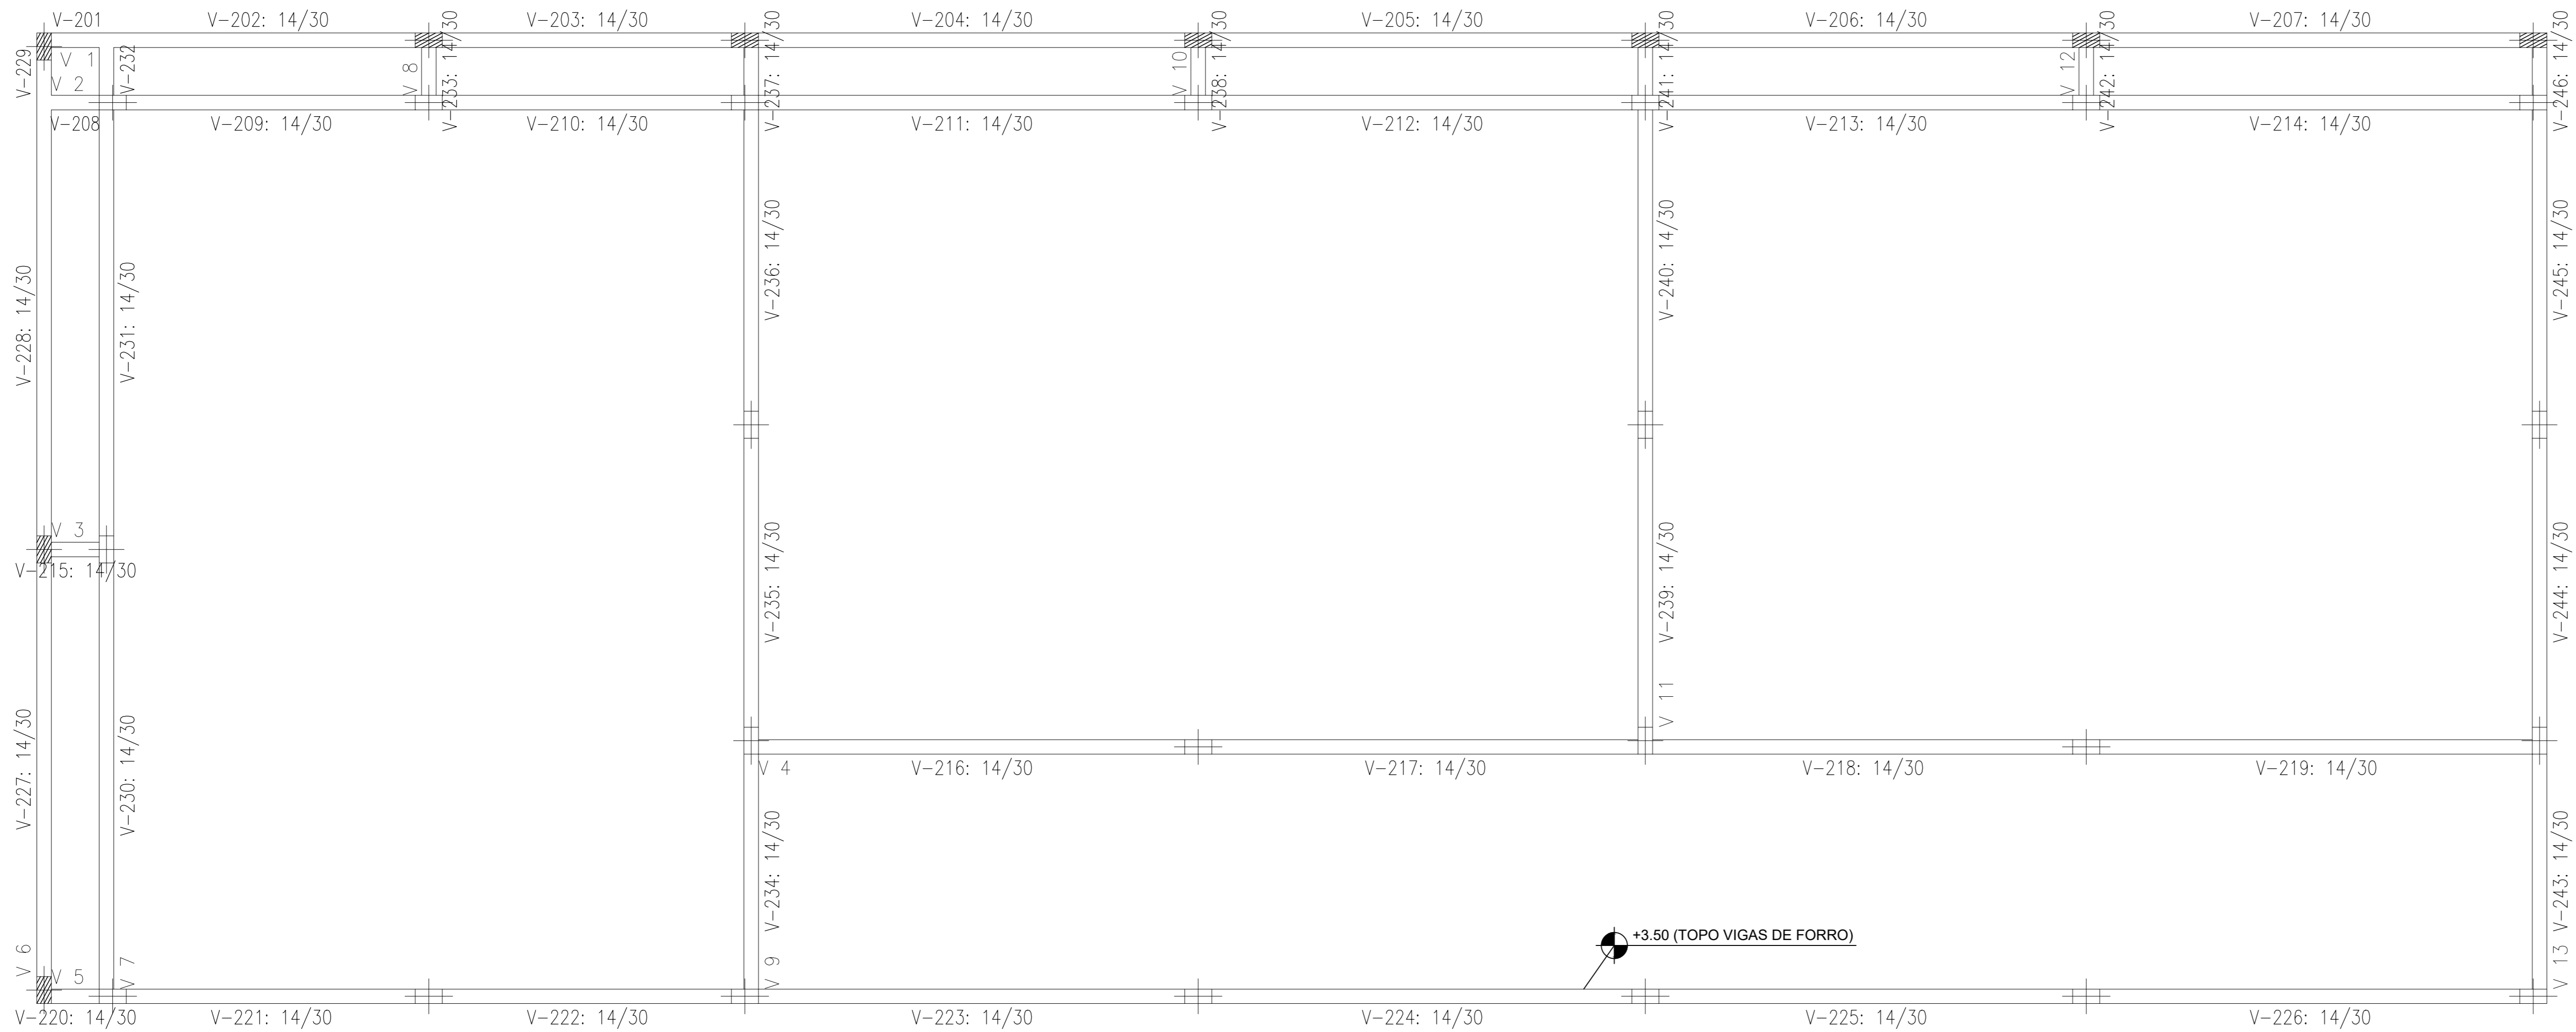 V-201
V-202: 14/30
V-203: 14/30
V-204: 14/30
V-205: 14/30
V-206: 14/30
V-207: 14/30
V-229
V 1
V-232
V 2
V 8
V-233: 14/30
V-237: 14/30
V 10
V-238: 14/30
V-241: 14/30
V 12
V-242: 14/30
V-246: 14/30
V-208
V-209: 14/30
V-210: 14/30
V-211: 14/30
V-212: 14/30
V-213: 14/30
V-214: 14/30
V-228: 14/30
V-231: 14/30
V-236: 14/30
V-240: 14/30
V-245: 14/30
V 3
V-215: 14/30
V-235: 14/30
V-239: 14/30
V-244: 14/30
V 11
V-227: 14/30
V-230: 14/30
V 4
V-216: 14/30
V-217: 14/30
V-218: 14/30
V-219: 14/30
V-234: 14/30
V-243: 14/30
+3.50 (TOPO VIGAS DE FORRO)
V 6
V 5
V 7
V 9
V 13
V-220: 14/30
V-221: 14/30
V-222: 14/30
V-223: 14/30
V-224: 14/30
V-225: 14/30
V-226: 14/30